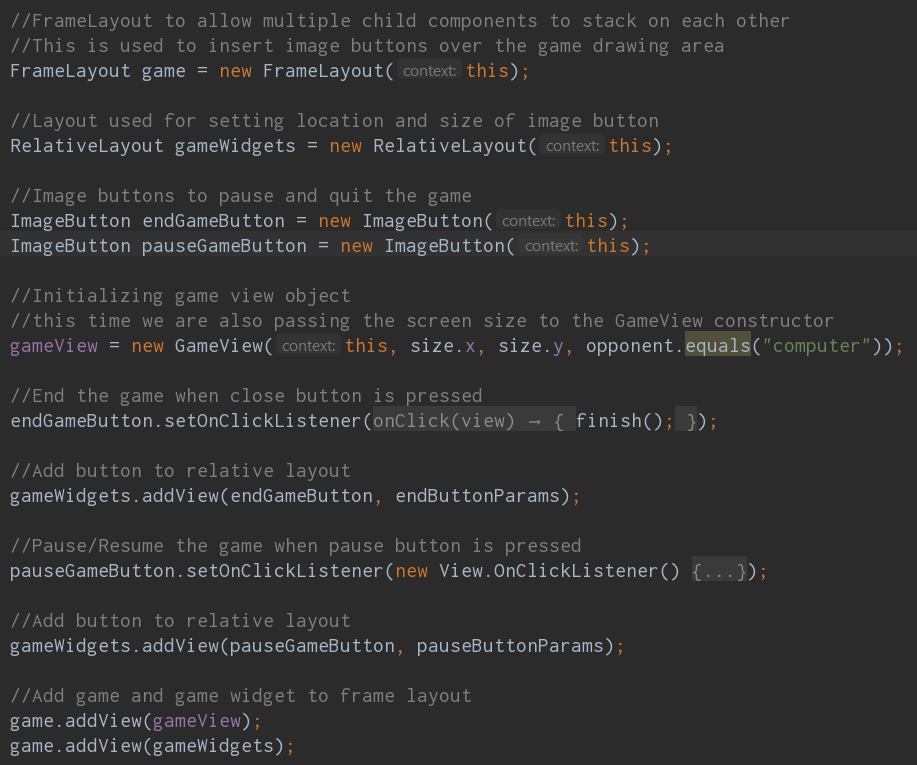 //FrameLayout to allow multiple child components to stack on each other
//This is used to insert image buttons over the game drawing area
FrameLayout game = new FrameLayout( context: this);
//Layout used for setting location and size of image button
RelativeLayout gameWidgets = new RelativeLayout( context: this);
//Image buttons to pause and quit the game
ImageButton endGameButton = new ImageButton( context: this);
ImageButton pauseGameButton = new ImageButton( context: this);
//Initializing game view object
//this time we are also passing the screen size to the GameView constructor
gameView = new GameView( context: this, size.x, size.y, opponent.equals("computer"));
//End the game when close button is pressed
endGameButton.setOnClickListener(onClick(view) → { finish(); });
//Add button to relative layout
gameWidgets.addView(endGameButton, endButtonParams);
//Pause/Resume the game when pause button is pressed
pauseGameButton.setOnClickListener(new View.OnClickListener() {...});
//Add button to relative layout
gameWidgets.addView(pauseGameButton, pauseButtonParams);
//Add game and game widget to frame layout
game.addView(gameView);
game.addView(gameWidgets);